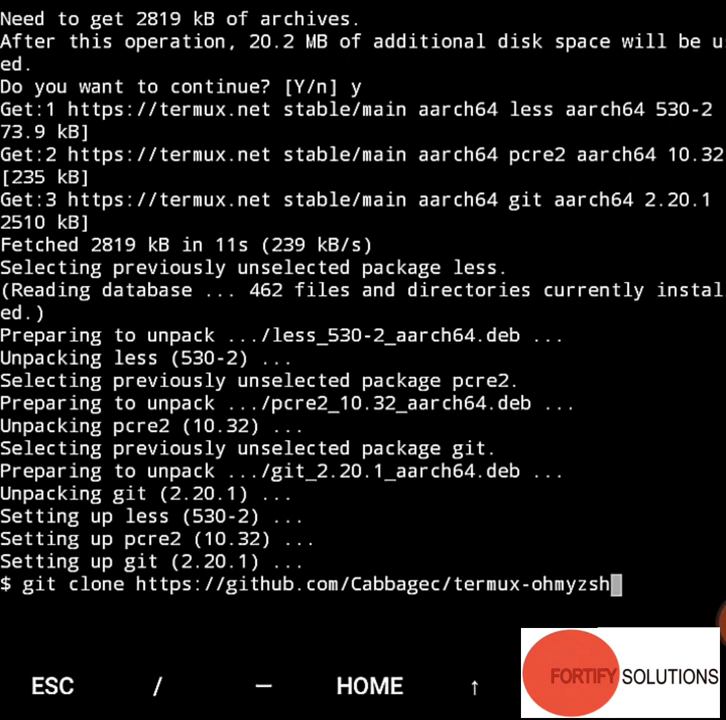 Need to get 2819 kB of archives.
After this operation, 20.2 MB of additional disk space will be u
ed.
Do you want to continue? [Y/n] y
Get:1 https://termux.net stable/main aarch64 less aarch64 530-2
73.9 kB]
Get:2 https://termux.net stable/main aarch64 pcre2 aarch64 10.32
[235 kB]
Get:3 https://termux.net stable/main aarch64 git aarch64 2.20.1
2510 kB]
Fetched 2819 kB in 11s (239 kB/s)
Selecting previously unselected package less.
(Reading database ... 462 files and directories currently instal
ed.)
Preparing to unpack .../less_530-2_aarch64.deb ...
Unpacking less (530-2) ...
Selecting previously unselected package pcre2.
Preparing to unpack .../pcre2_10.32_aarch64.deb ...
Unpacking pcre2 (10.32) ...
Selecting previously unselected package git.
Preparing to unpack .../git_2.20.1_aarch64.deb ...
Unpacking git (2.20.1) ...
Setting up less (530-2) ...
Setting up pcre2 (10.32) ...
Setting up git (2.20.1) ...
$ git clone https://github.com/Cabbagec/termux-ohmyzsh
ESC / — HOME ↑
FORTIFY SOLUTIONS